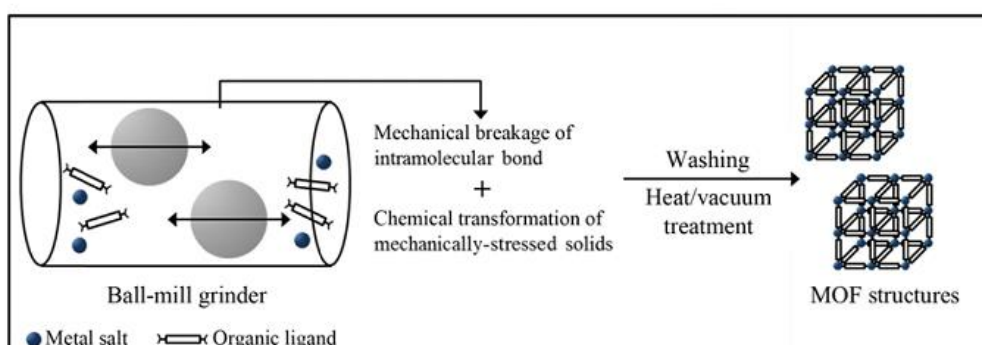 Mechanical breakage of
intramolecular bond
+
Chemical transformation of
mechanically-stressed solids
Washing
Heat/vacuum
treatment
Ball-mill grinder
MOF structures
Metal salt
Organic ligand